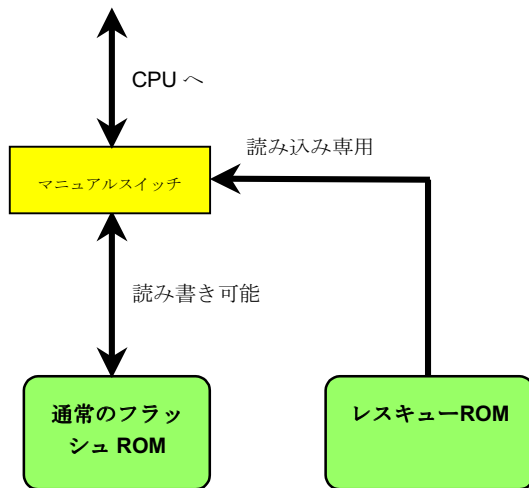 CPU へ
読み込み専用
マニュアルスイッチ
読み書き可能
通常のフラッ
シュ ROM
レスキューROM